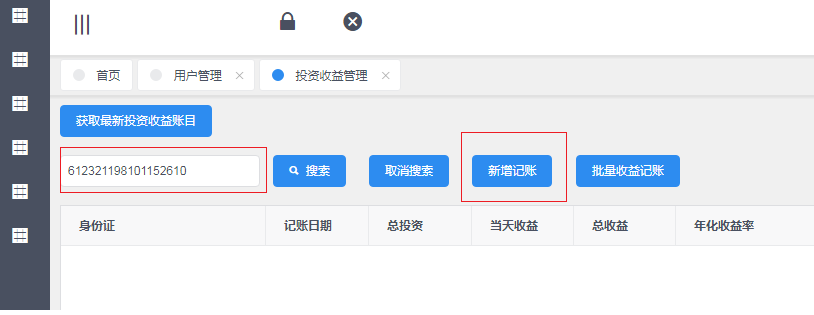 首页 用户管理 投资收益管理
获取最新投资收益账目
612321198101152610 搜索 取消搜索 新增记账 批量收益记账
身份证 记账日期 总投资 当天收益 总收益 年化收益率